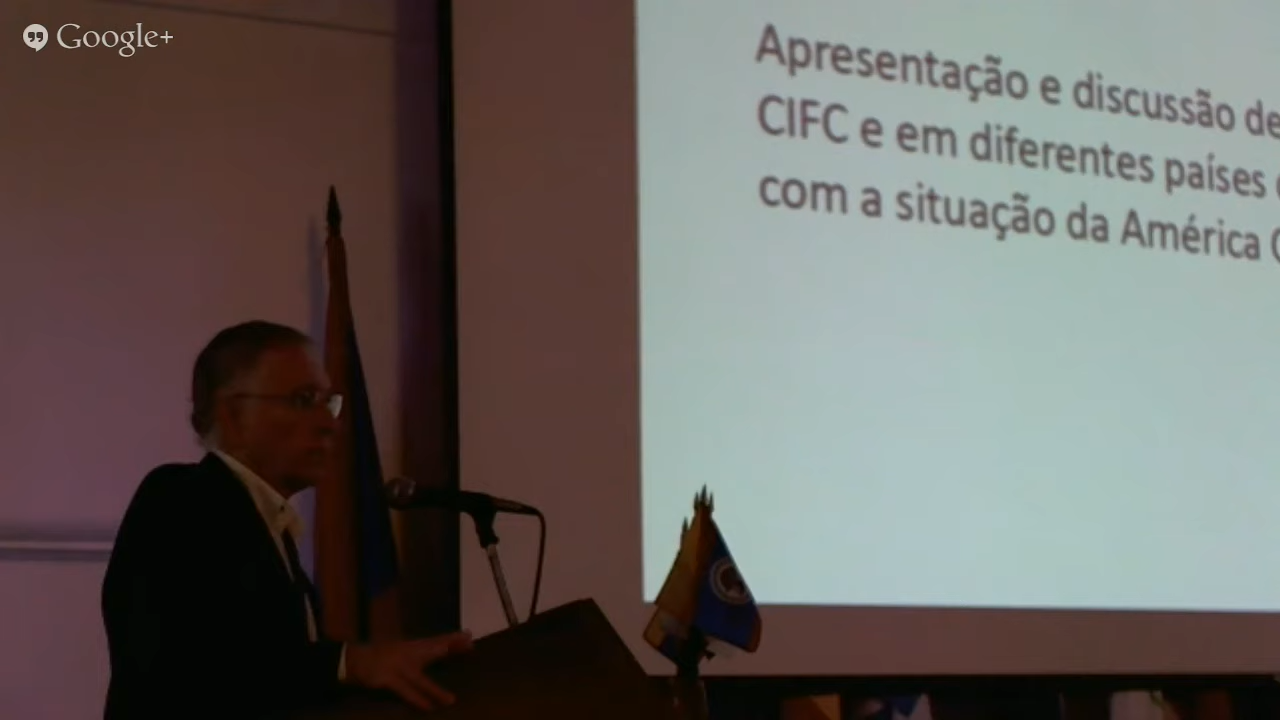 Google+
Apresentação e discussão de
CIFC e em diferentes países
com a situação da América